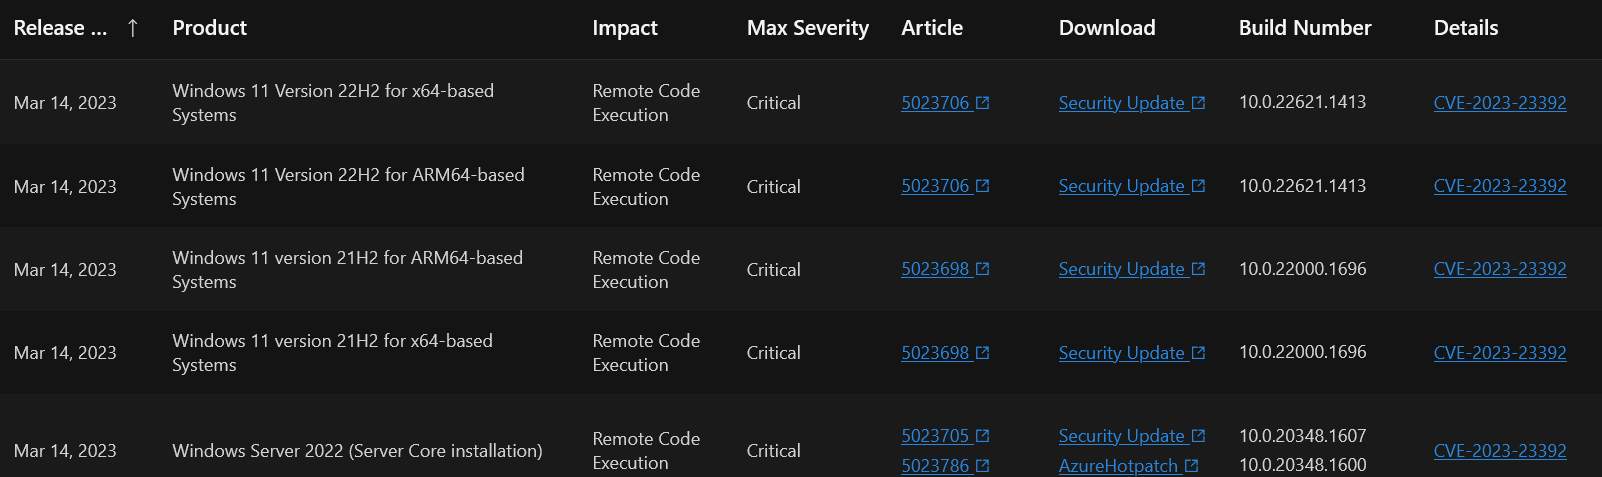 Release ... ↑ Product Impact Max Severity Article Download Build Number Details
Mar 14, 2023 Windows 11 Version 22H2 for x64-based Systems Remote Code Execution Critical 5023706 Security Update 10.0.22621.1413 CVE-2023-23392
Mar 14, 2023 Windows 11 Version 22H2 for ARM64-based Systems Remote Code Execution Critical 5023706 Security Update 10.0.22621.1413 CVE-2023-23392
Mar 14, 2023 Windows 11 version 21H2 for ARM64-based Systems Remote Code Execution Critical 5023698 Security Update 10.0.22000.1696 CVE-2023-23392
Mar 14, 2023 Windows 11 version 21H2 for x64-based Systems Remote Code Execution Critical 5023698 Security Update 10.0.22000.1696 CVE-2023-23392
Mar 14, 2023 Windows Server 2022 (Server Core installation) Remote Code Execution Critical 5023705 Security Update 10.0.20348.1607 CVE-2023-23392
5023786 AzureHotpatch 10.0.20348.1600